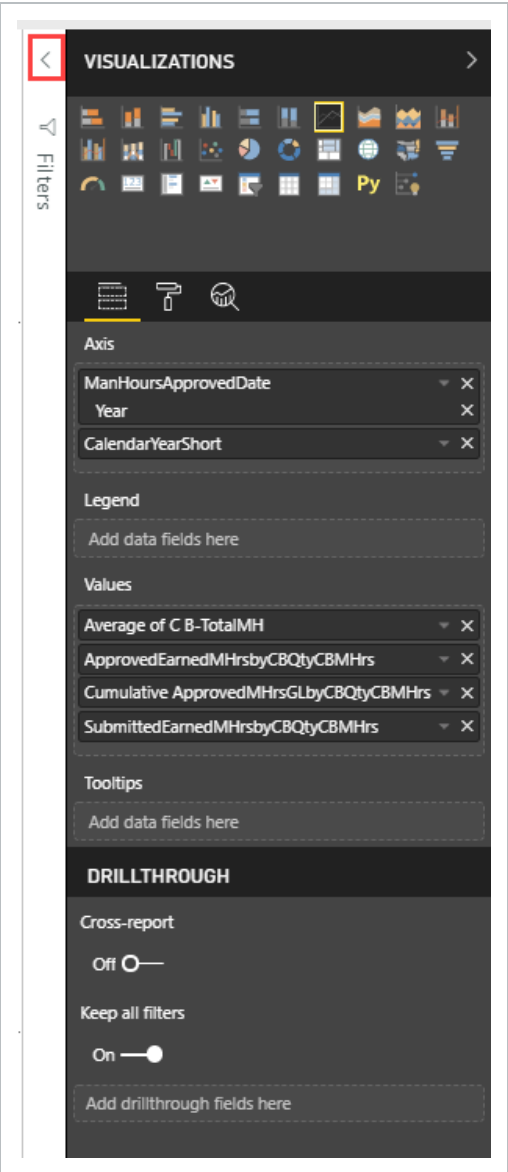 VISUALIZATIONS
Filters
123
Py
Axis
ManHoursApprovedDate
Year
CalendarYearShort
Legend
Add data fields here
Values
Average of C B-TotalMH
ApprovedEarnedMHrsbyCBQtyCBMHrs
Cumulative ApprovedMHrsGLbyCBQtyCBMHrs
SubmittedEarnedMHrsbyCBQtyCBMHrs
Tooltips
Add data fields here
DRILLTHROUGH
Cross-report
Off
Keep all filters
On
Add drillthrough fields here